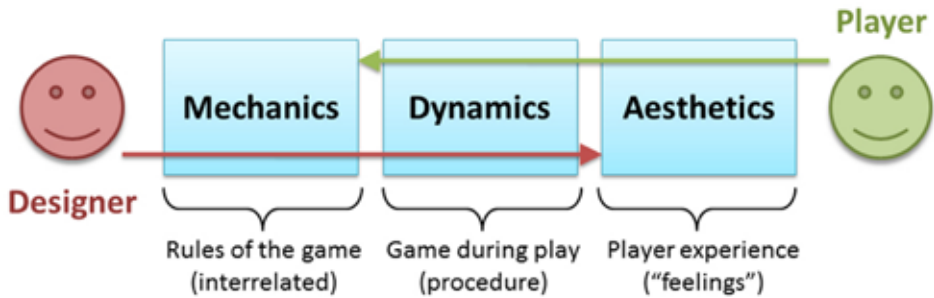 Player
Mechanics
Dynamics
Aesthetics
Designer
Rules of the game
(interrelated)
Game during play
(procedure)
Player experience
(“feelings”)